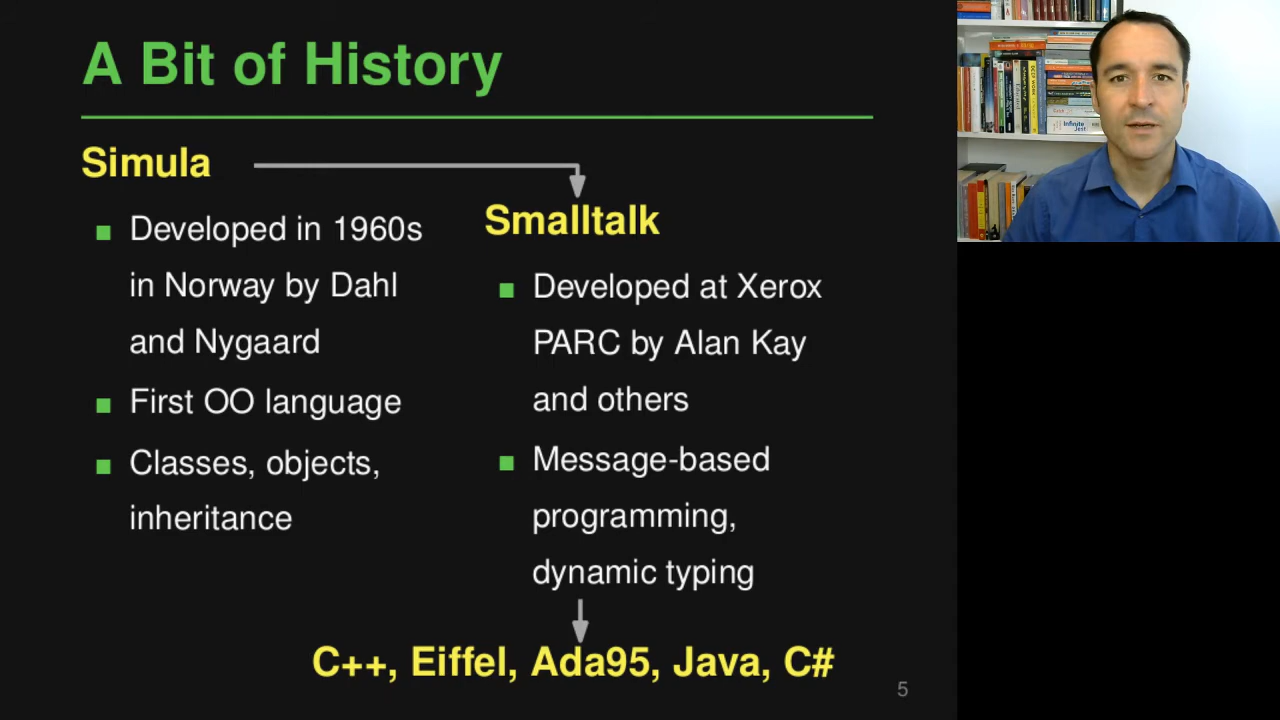 A Bit of History
Simula
Developed in 1960s
in Norway by Dahl
and Nygaard
First OO language
Classes, objects,
inheritance
Smalltalk
Developed at Xerox
PARC by Alan Kay
and others
Message-based
programming,
dynamic typing
C++, Eiffel, Ada95, Java, C#
5
Infinite
Jest